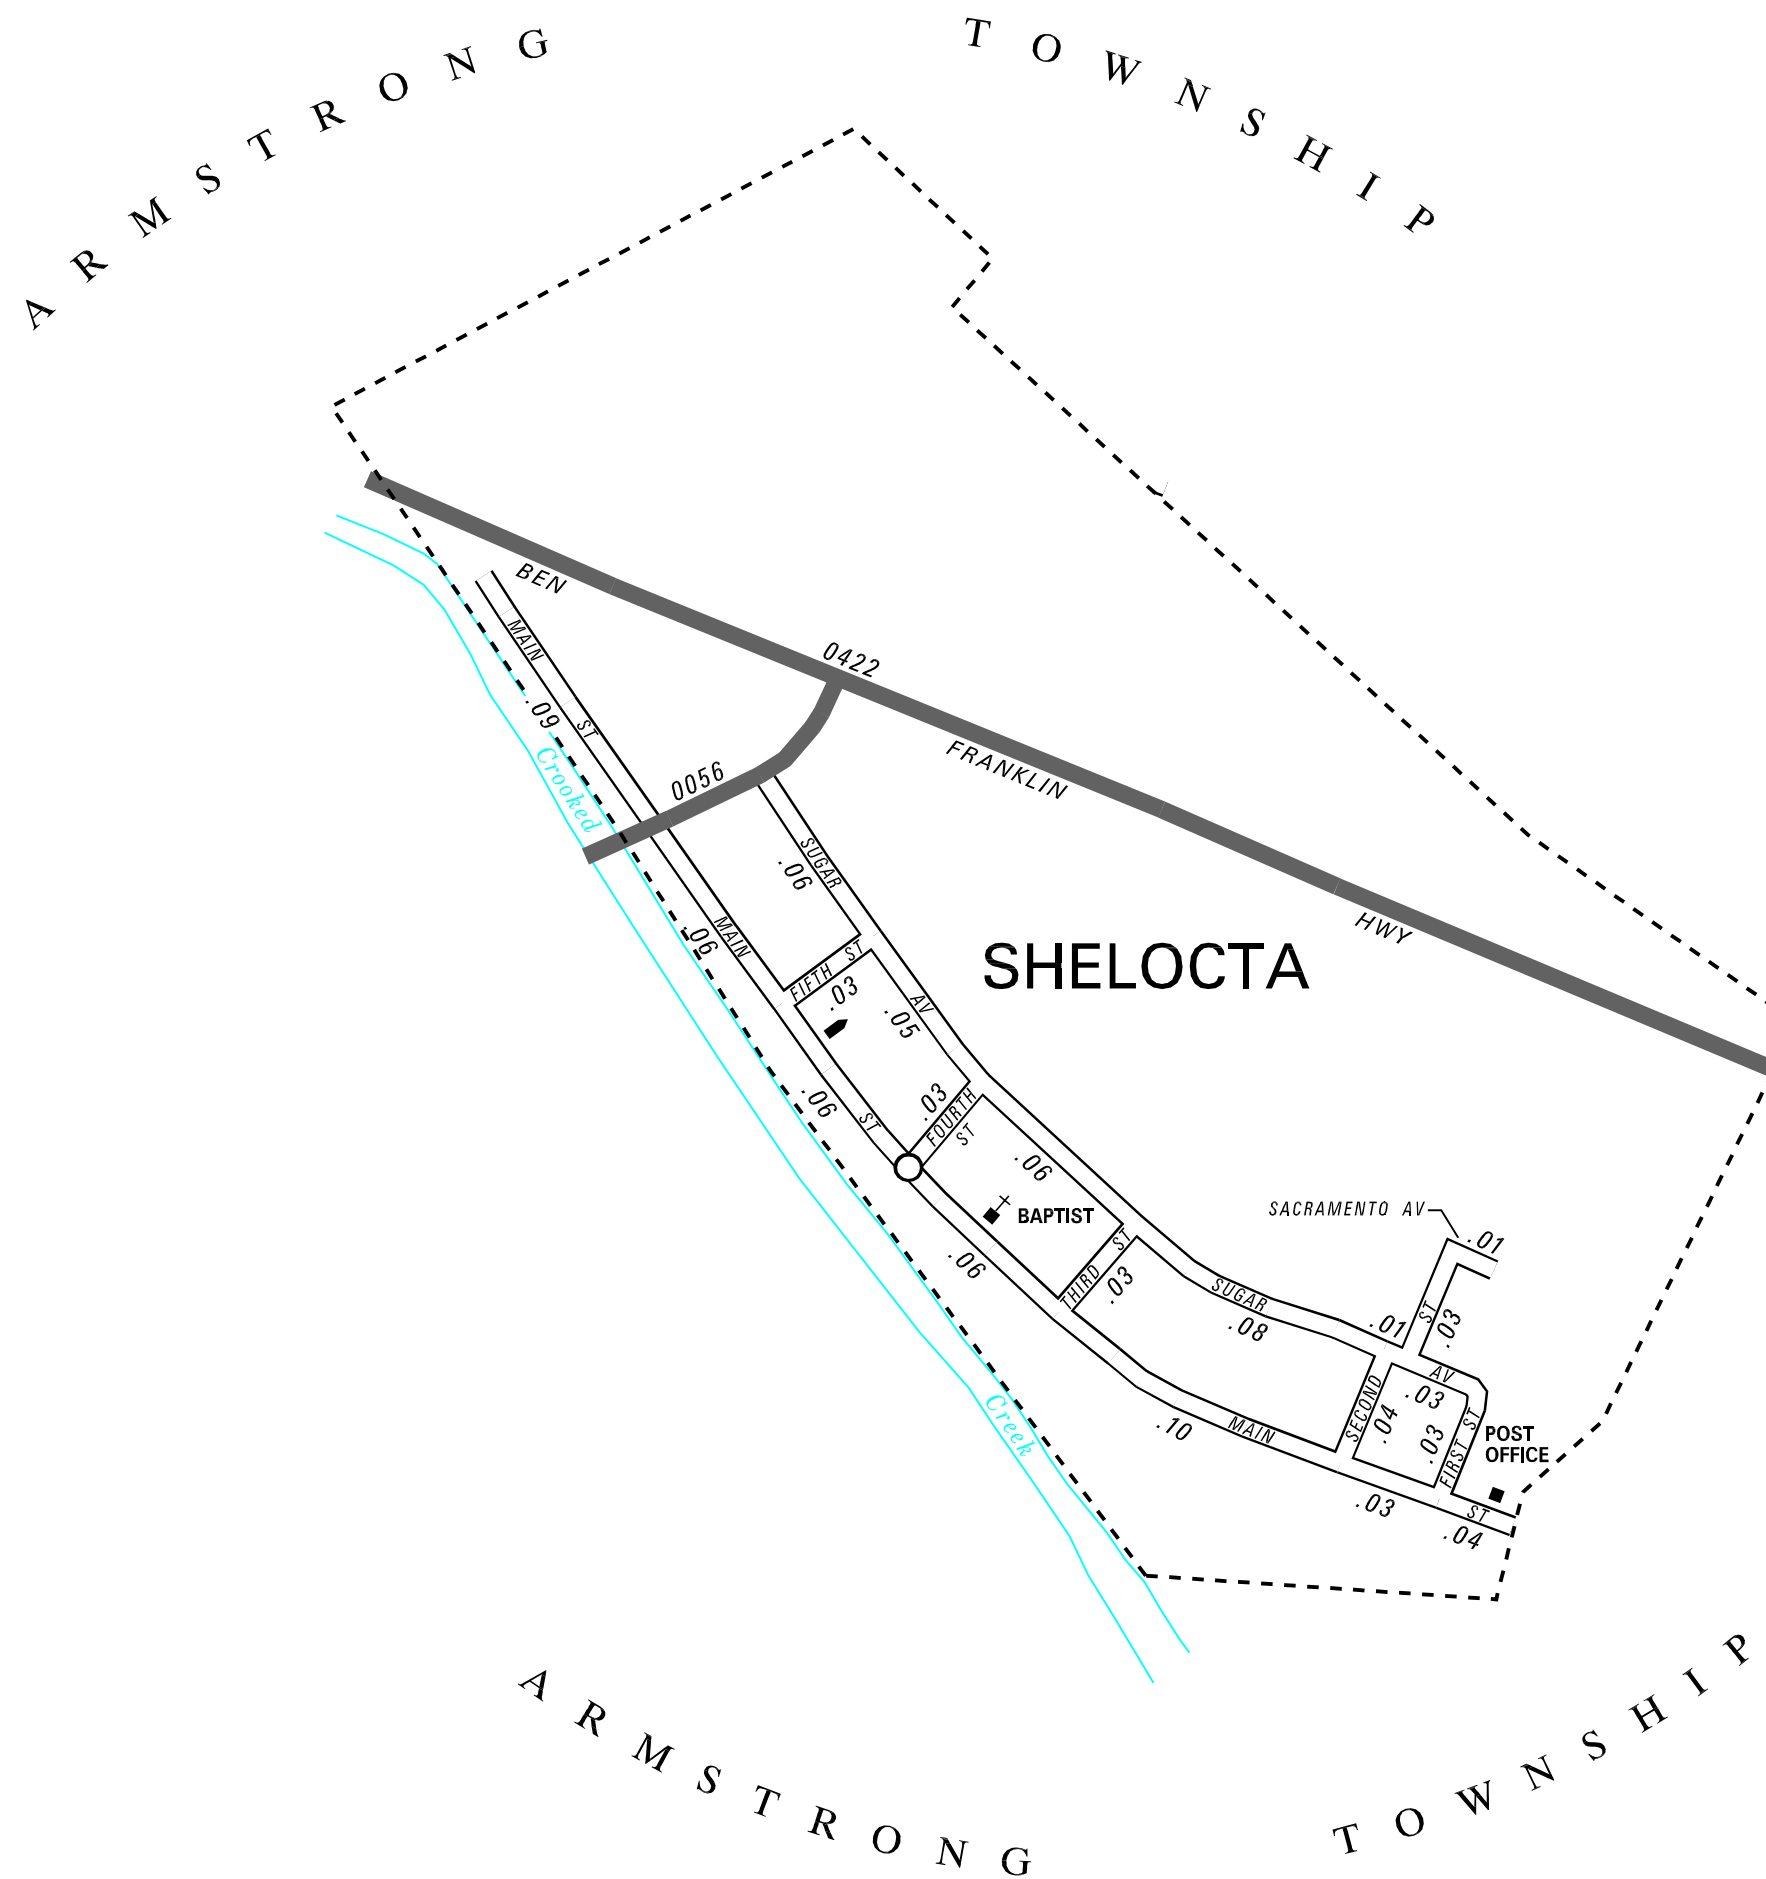 ARMSTRONG TOWNSHIP
BEN
FRANKLIN
HWY
0422
0056
MAIN
ST
.09
Crooked
SUGAR
.06
MAIN
.06
SHELOCTA
FIFTH ST
.03
AV
.05
.06
ST
.03
FOURTH
ST
.06
BAPTIST
.06
THIRD ST
.03
SACRAMENTO AV
.01
ST
.03
SUGAR
.08
.01
AV
.03
SECOND
.04
.03
FIRST ST
POST
OFFICE
MAIN
.10
.03
ST
.04
Creek
ARMSTRONG TOWNSHIP